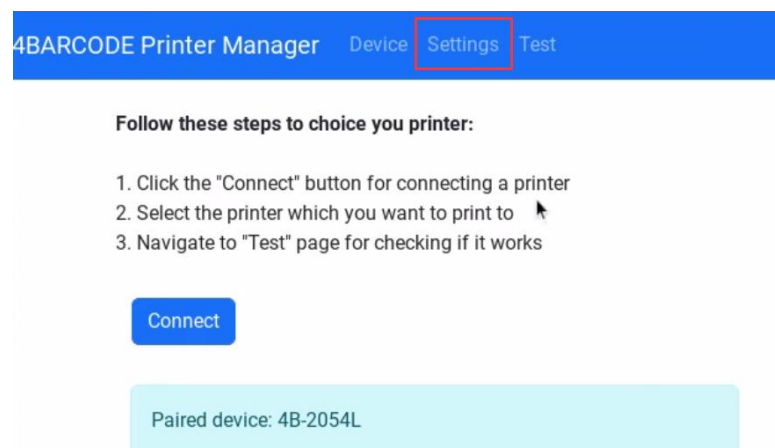 4BARCODE Printer Manager Device Settings Test
Follow these steps to choice you printer:
1. Click the "Connect" button for connecting a printer
2. Select the printer which you want to print to
3. Navigate to "Test" page for checking if it works
Connect
Paired device: 4B-2054L